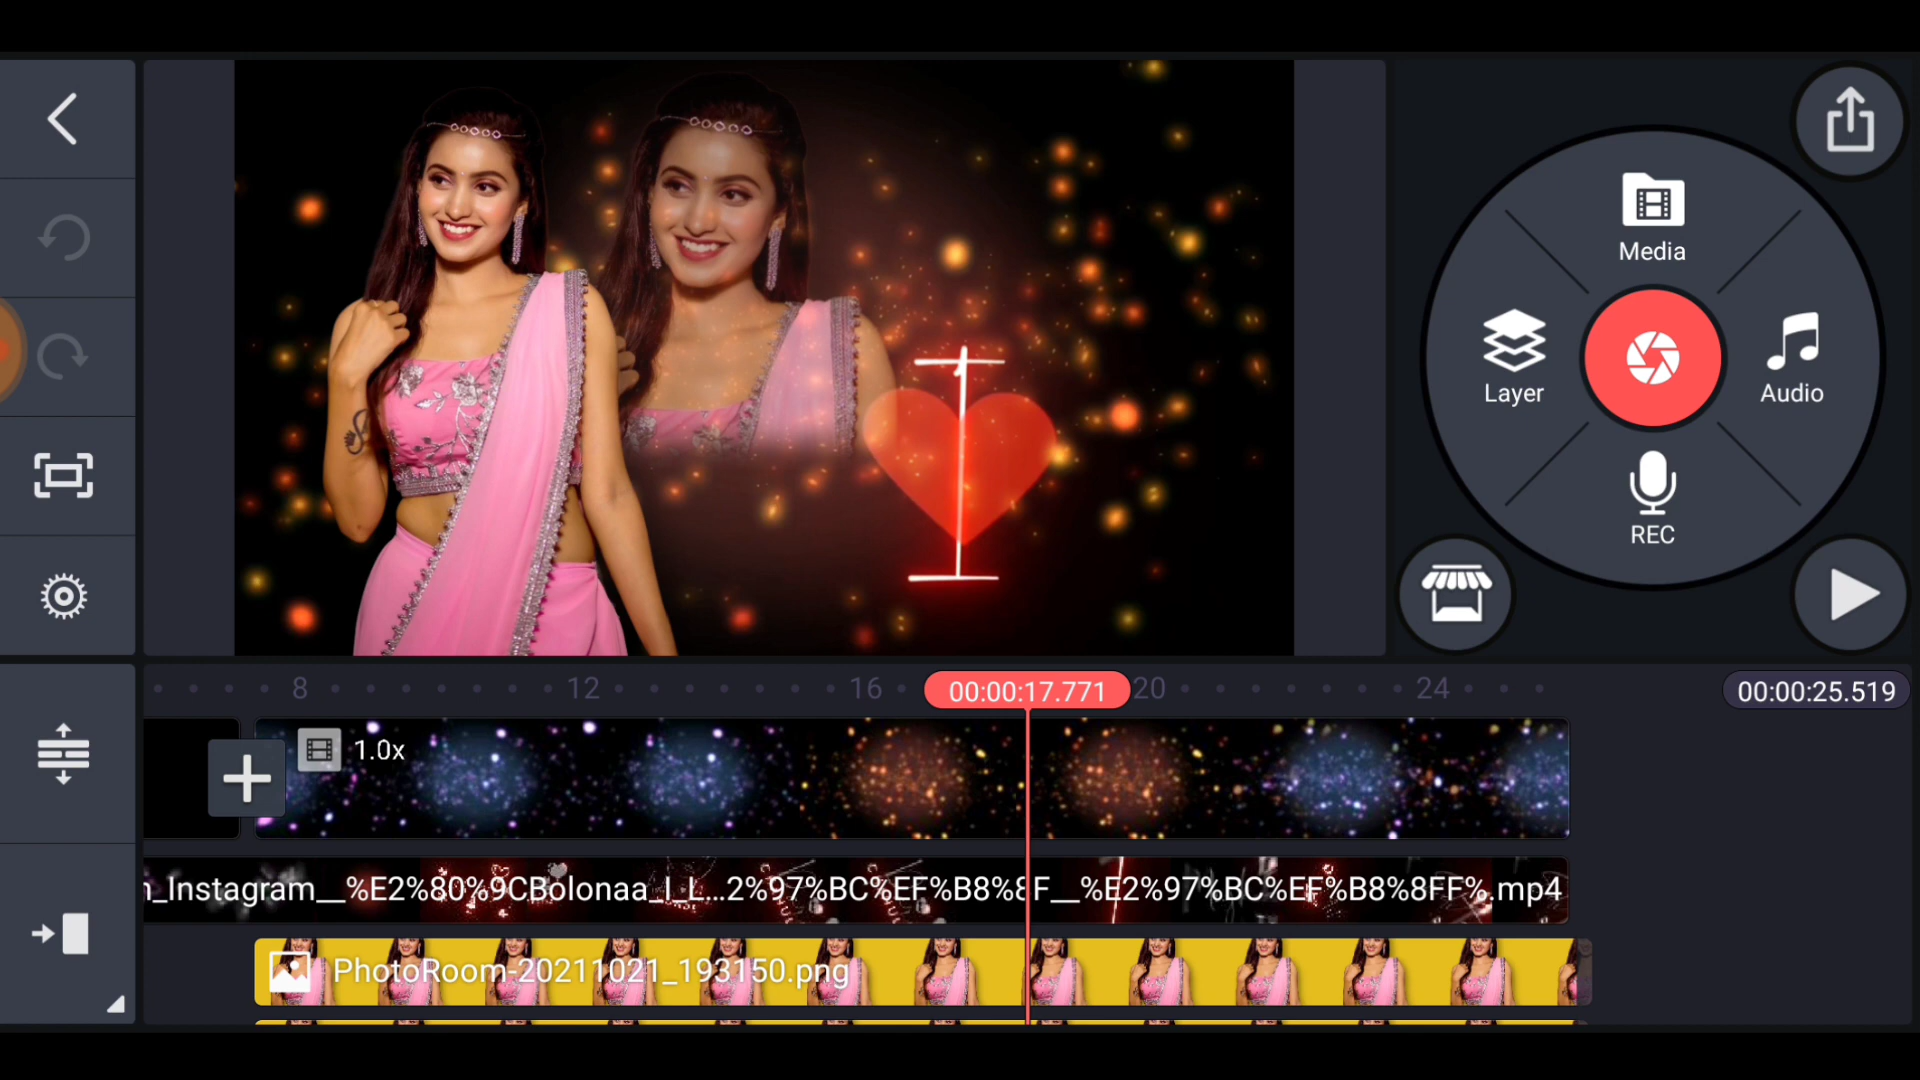 Media
Layer
Audio
REC
I
8 12 16 00:00:17.771 20 24 00:00:25.519
1.0x
_Instagram__%E2%80%9CBolonaa_I_L...2%97%BC%EF%B8%8F__%E2%97%BC%EF%B8%8FF%.mp4
PhotoRoom-20211021_193150.png